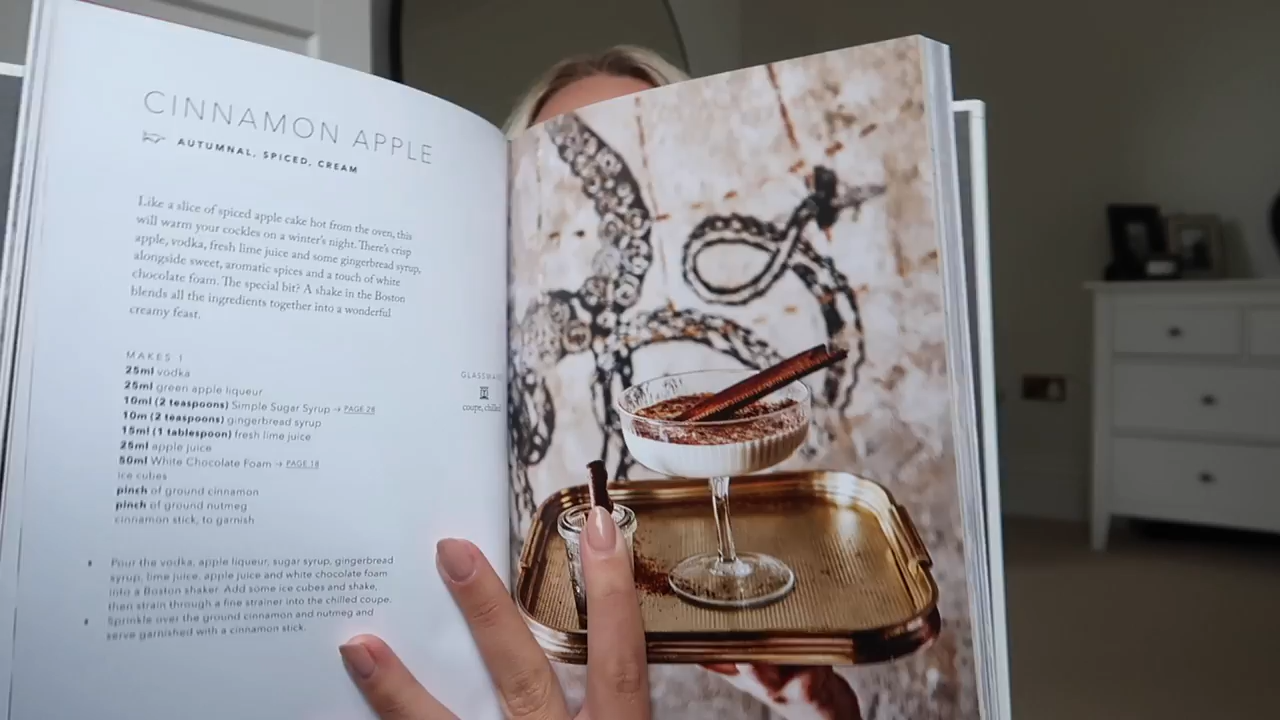 CINNAMON APPLE
AUTUMNAL, SPICED, CREAM
Like a slice of spiced apple cake hot from the oven, this
will warm your cockles on a winter's night. There's crisp
apple, vodka, fresh lime juice and some gingerbread syrup,
alongside sweet, aromatic spices and a touch of white
chocolate foam. The special bit? A shake in the Boston
blends all the ingredients together into a wonderful
creamy feast.
MAKES 1
25ml vodka
25ml green apple liqueur
10ml (2 teaspoons) Simple Sugar Syrup → PAGE 28
10m (2 teaspoons) gingerbread syrup
15ml (1 tablespoon) fresh lime juice
25ml apple juice
50ml White Chocolate Foam → PAGE 18
ice cubes
pinch of ground cinnamon
pinch of ground nutmeg
cinnamon stick, to garnish
GLASSWARE
coupe, chilled
Pour the vodka, apple liqueur, sugar syrup, gingerbread
syrup, lime juice, apple juice and white chocolate foam
into a Boston shaker. Add some ice cubes and shake,
then strain through a fine strainer into the chilled coupe.
Sprinkle over the ground cinnamon and nutmeg and
serve garnished with a cinnamon stick.